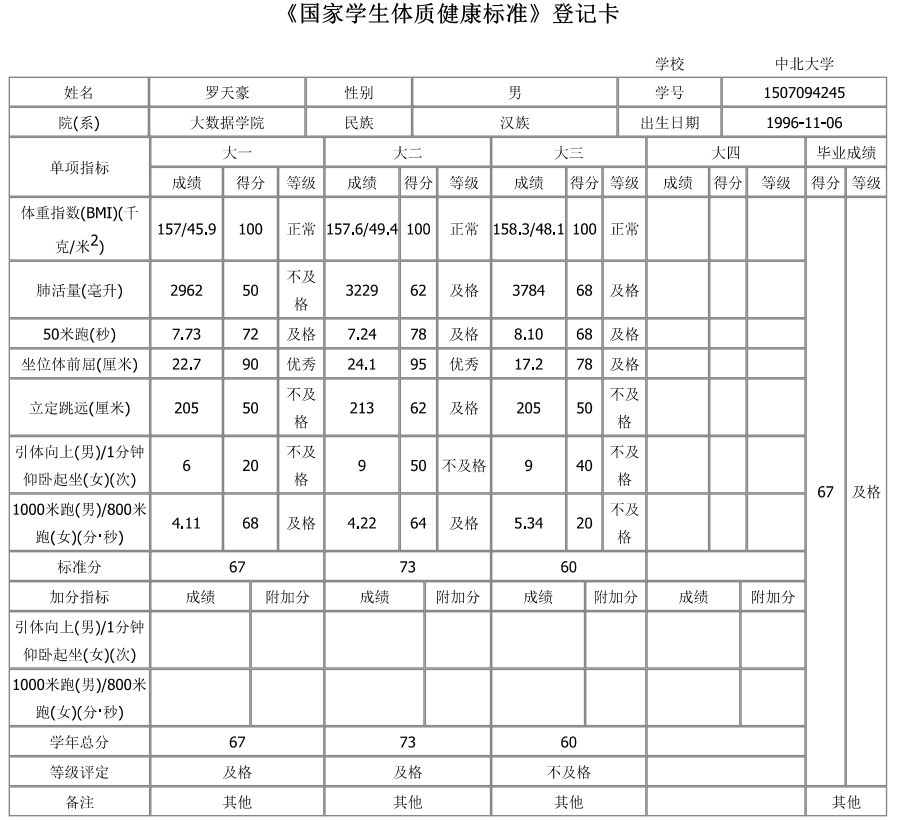 《国家学生体质健康标准》登记卡
学校 中北大学
姓名 罗天豪 性别 男 学号 1507094245
院(系) 大数据学院 民族 汉族 出生日期 1996-11-06
单项指标 大一 大二 大三 大四 毕业成绩
成绩 得分 等级 成绩 得分 等级 成绩 得分 等级 成绩 得分 等级 得分 等级
体重指数(BMI)(千
克/米2) 157/45.9 100 正常 157.6/49.4 100 正常 158.3/48.1 100 正常
肺活量(毫升) 2962 50 不及
格 3229 62 及格 3784 68 及格
50米跑(秒) 7.73 72 及格 7.24 78 及格 8.10 68 及格
坐位体前屈(厘米) 22.7 90 优秀 24.1 95 优秀 17.2 78 及格
立定跳远(厘米) 205 50 不及
格 213 62 及格 205 50 不及
格
引体向上(男)/1分钟
仰卧起坐(女)(次) 6 20 不及
格 9 50 不及格 9 40 不及
格
67 及格
1000米跑(男)/800米
跑(女)(分·秒) 4.11 68 及格 4.22 64 及格 5.34 20 不及
格
标准分 67 73 60
加分指标 成绩 附加分 成绩 附加分 成绩 附加分 成绩 附加分
引体向上(男)/1分钟
仰卧起坐(女)(次)
1000米跑(男)/800米
跑(女)(分·秒)
学年总分 67 73 60
等级评定 及格 及格 不及格
备注 其他 其他 其他 其他